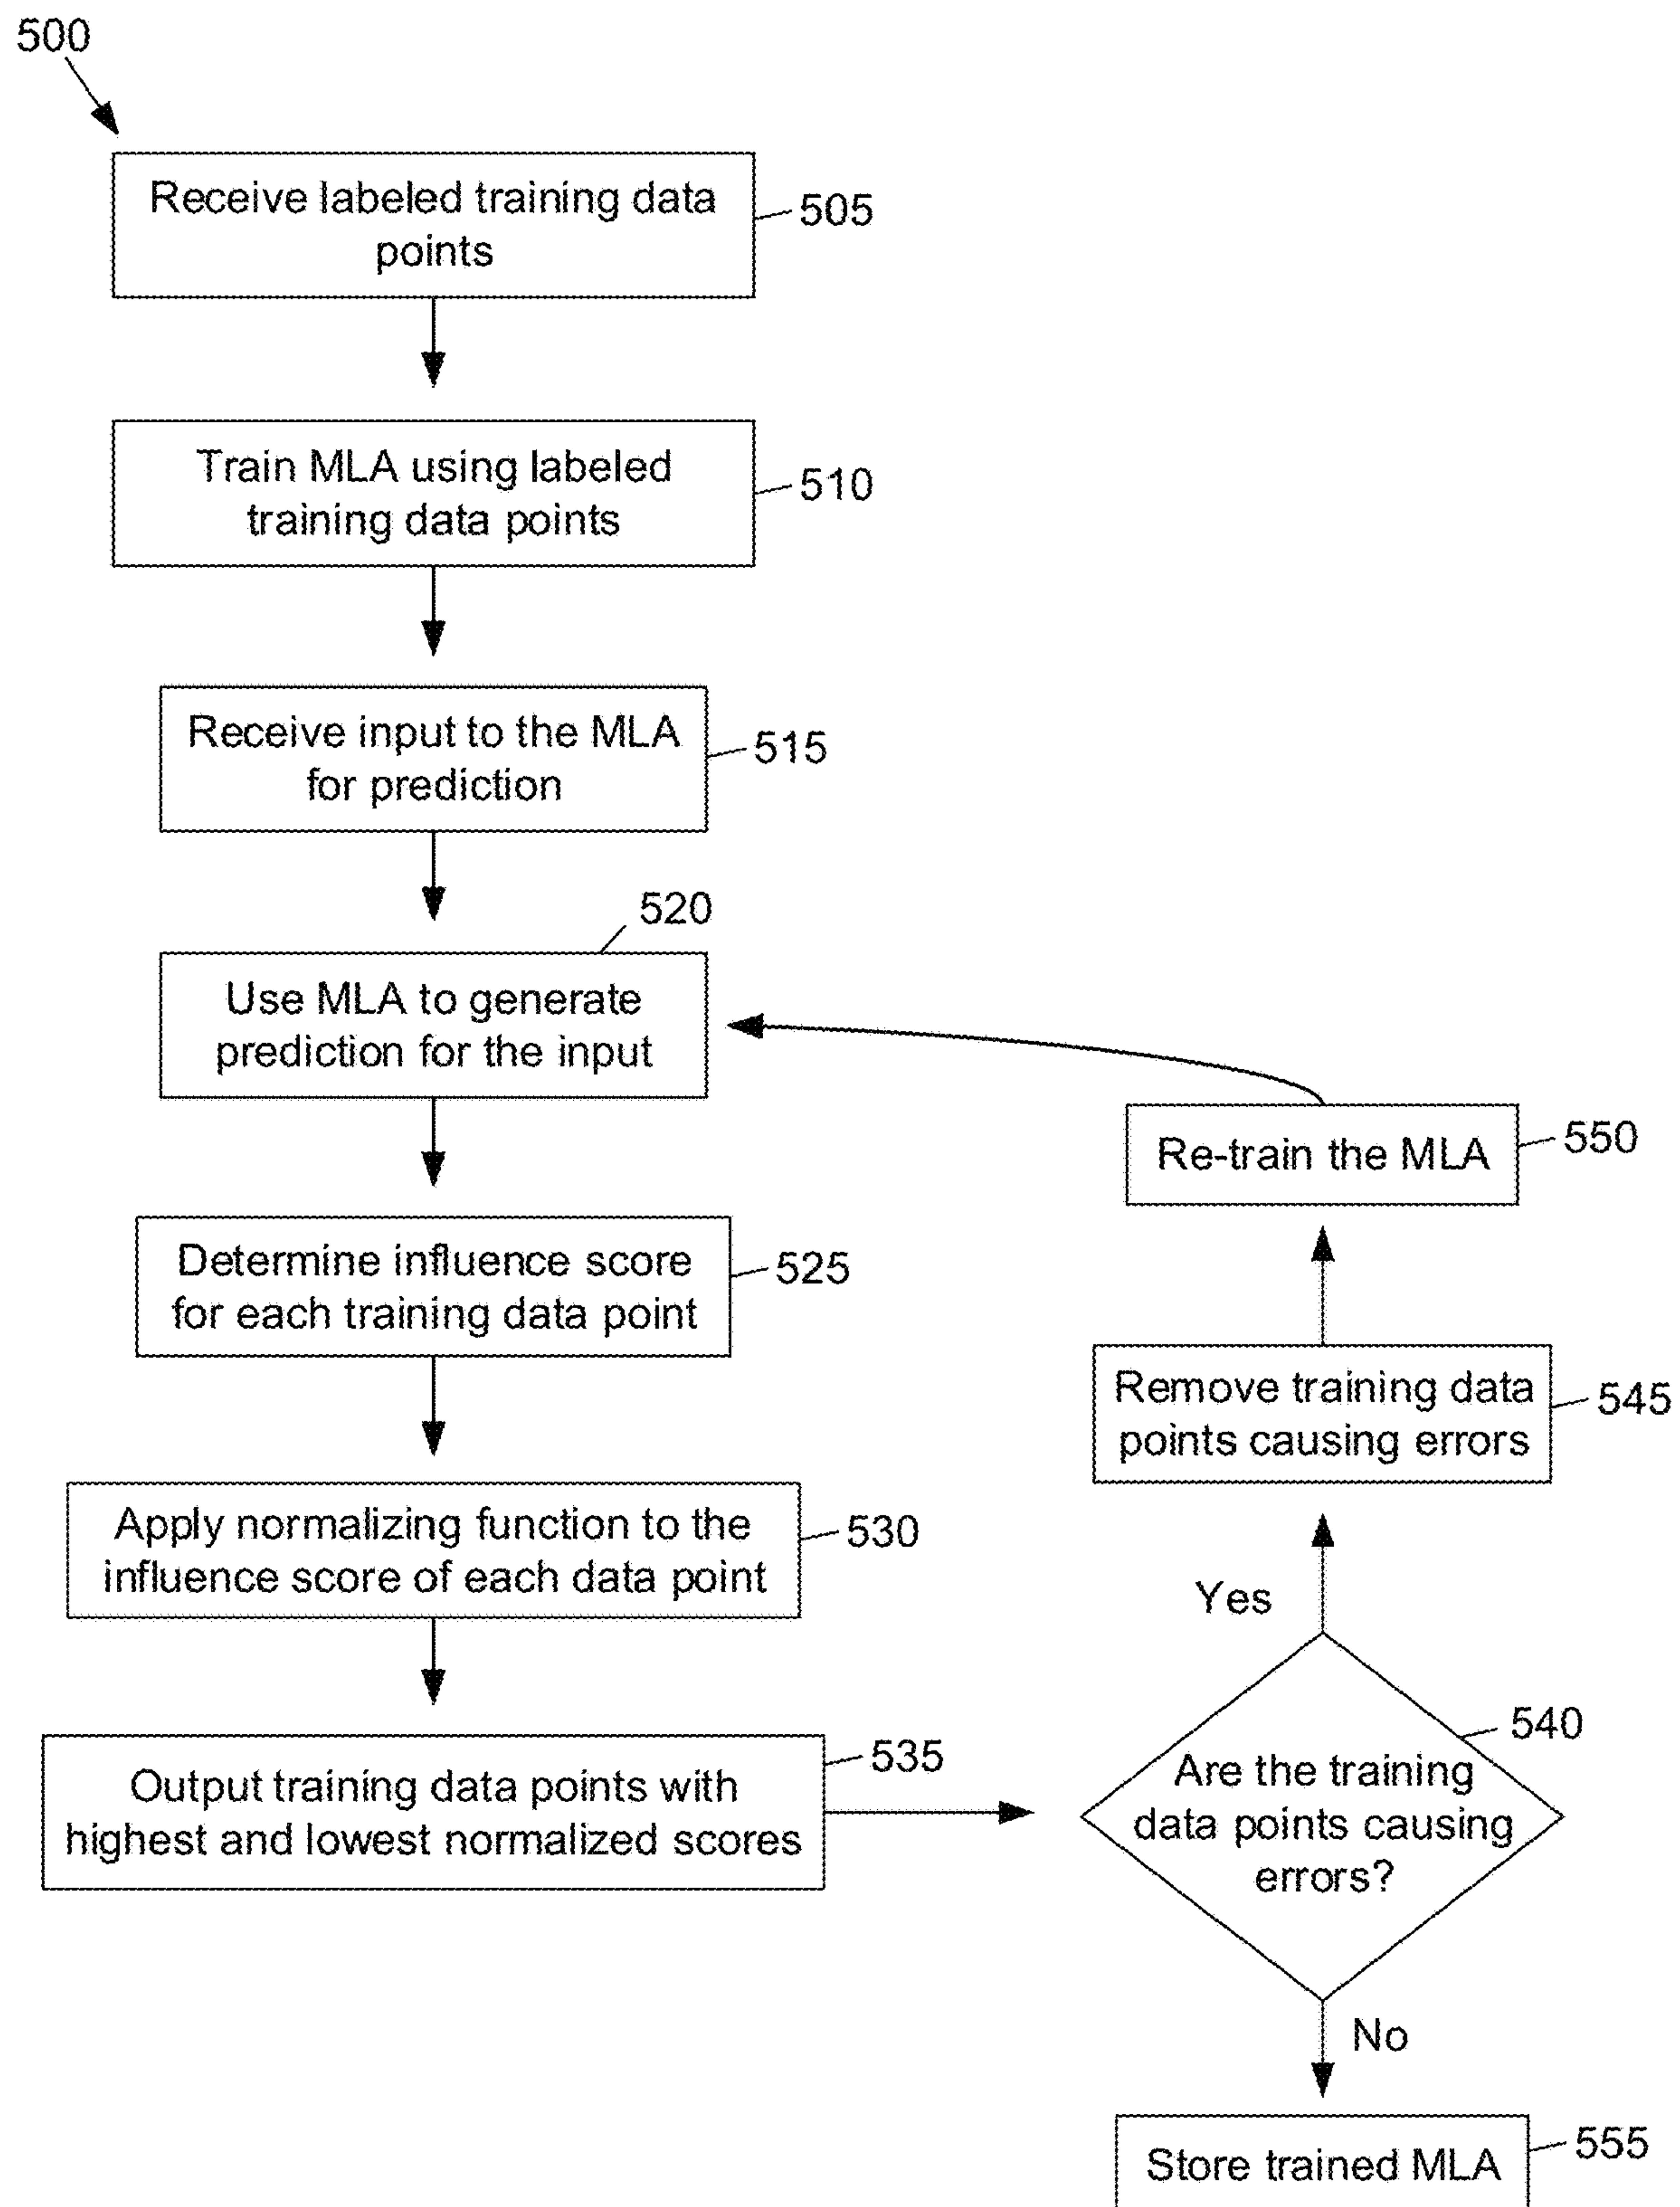 500
Receive labeled training data
points
505
Train MLA using labeled
training data points
510
Receive input to the MLA
for prediction
515
520
Use MLA to generate
prediction for the input
Determine influence score
for each training data point
525
Apply normalizing function to the
influence score of each data point
530
Output training data points with
highest and lowest normalized scores
535
Are the training
data points causing
errors?
540
Yes
Remove training data
points causing errors
545
Re-train the MLA
550
No
Store trained MLA
555